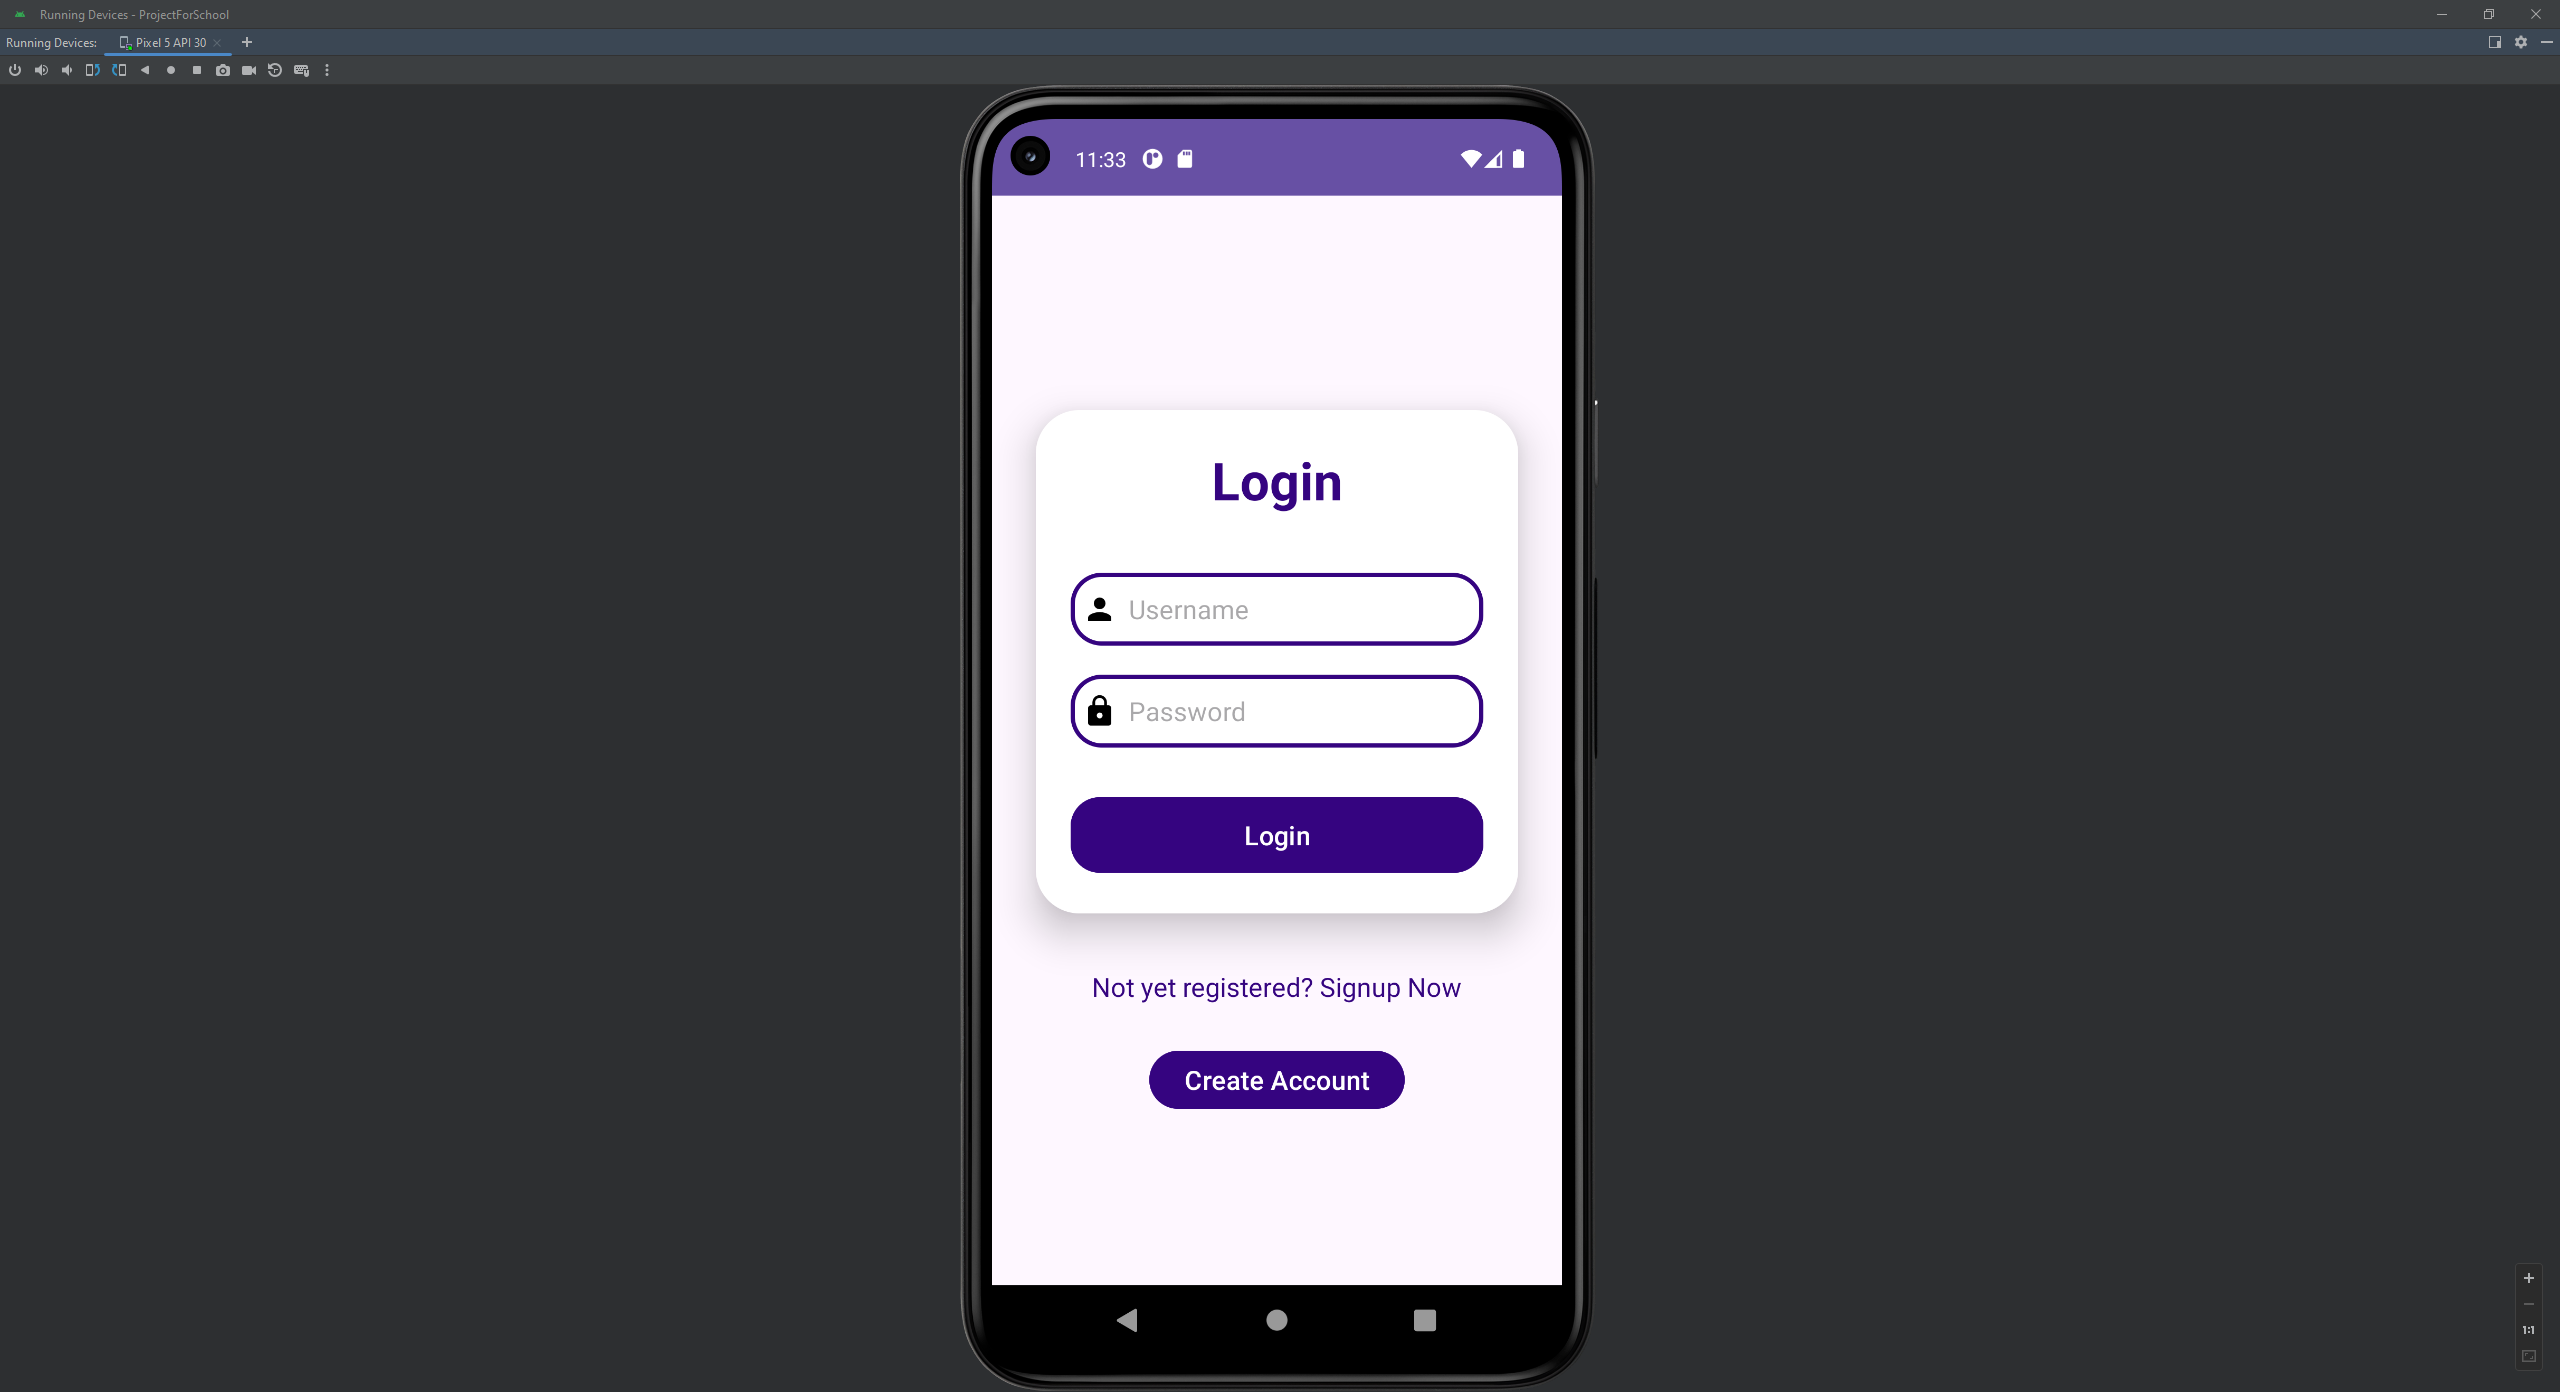 Running Devices - ProjectForSchool
Running Devices:
Pixel 5 API 30
11:33
Login
Username
Password
Login
Not yet registered? Signup Now
Create Account
1:1